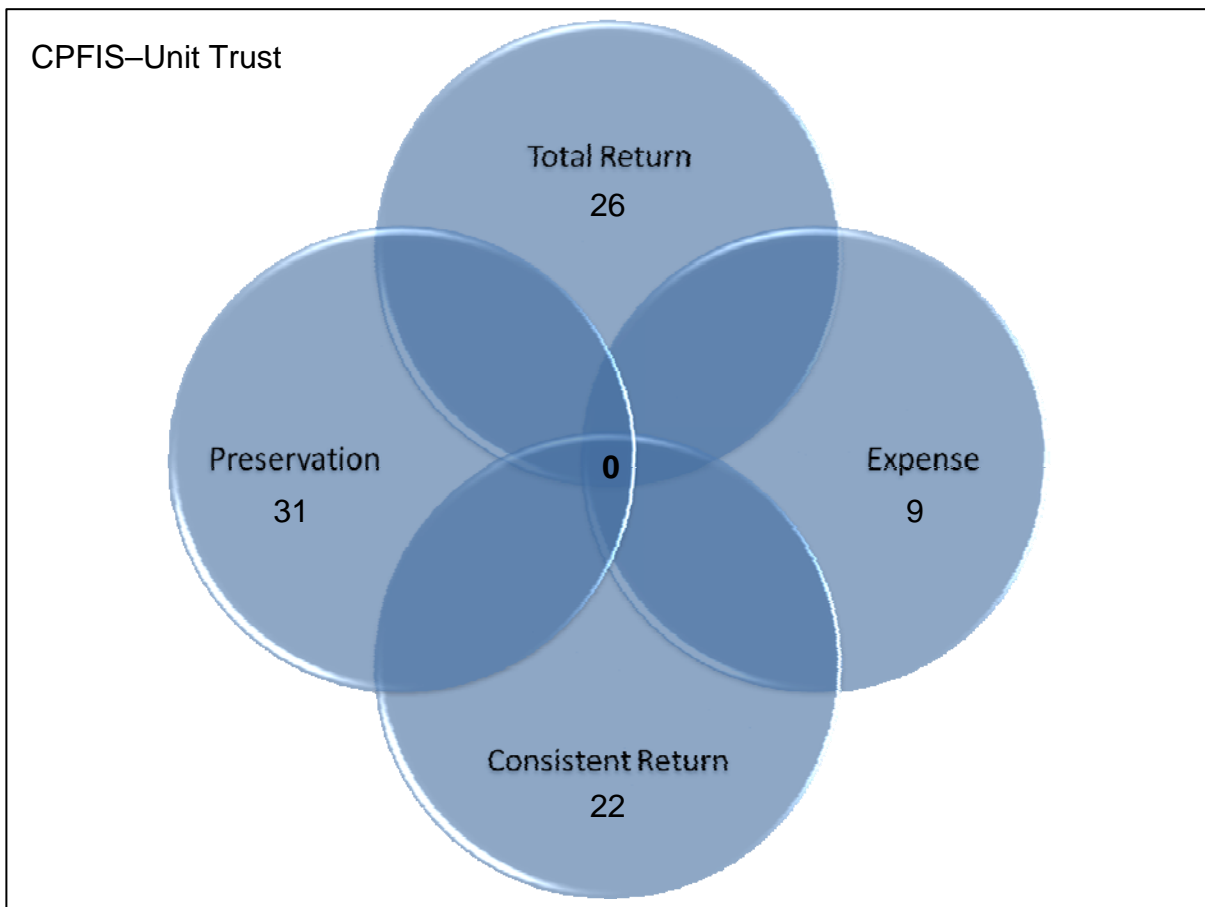 CPFIS–Unit Trust
Total Return
26
Preservation
31
0
Expense
9
Consistent Return
22